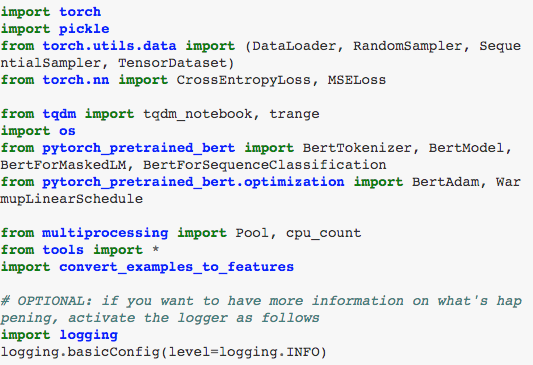 import torch
import pickle
from torch.utils.data import (DataLoader, RandomSampler, Seque
ntialSampler, TensorDataset)
from torch.nn import CrossEntropyLoss, MSELoss
from tqdm import tqdm_notebook, trange
import os
from pytorch_pretrained_bert import BertTokenizer, BertModel,
BertForMaskedLM, BertForSequenceClassification
from pytorch_pretrained_bert.optimization import BertAdam, War
mupLinearSchedule
from multiprocessing import Pool, cpu_count
from tools import *
import convert_examples_to_features
# OPTIONAL: if you want to have more information on what's hap
pening, activate the logger as follows
import logging
logging.basicConfig(level=logging.INFO)